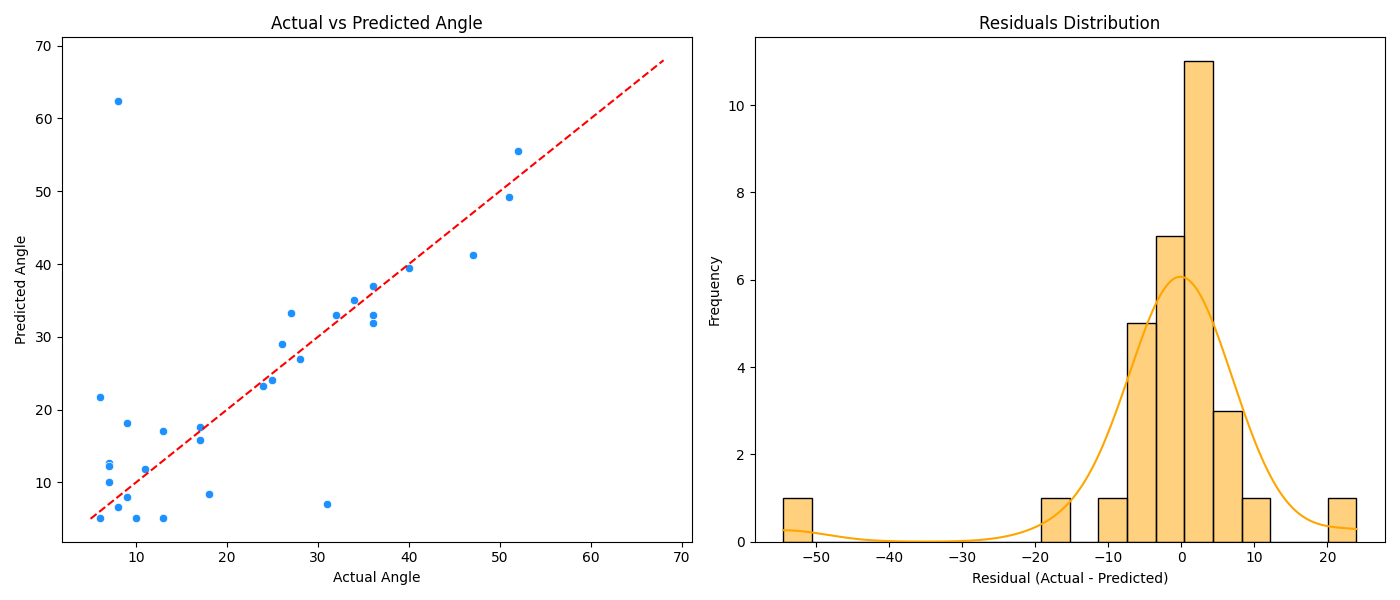 Actual vs Predicted Angle
70
60
50
40
30
20
10
Predicted Angle
10 20 30 40 50 60 70
Actual Angle
Residuals Distribution
10
8
6
4
2
0
Frequency
−50 −40 −30 −20 −10 0 10 20
Residual (Actual - Predicted)